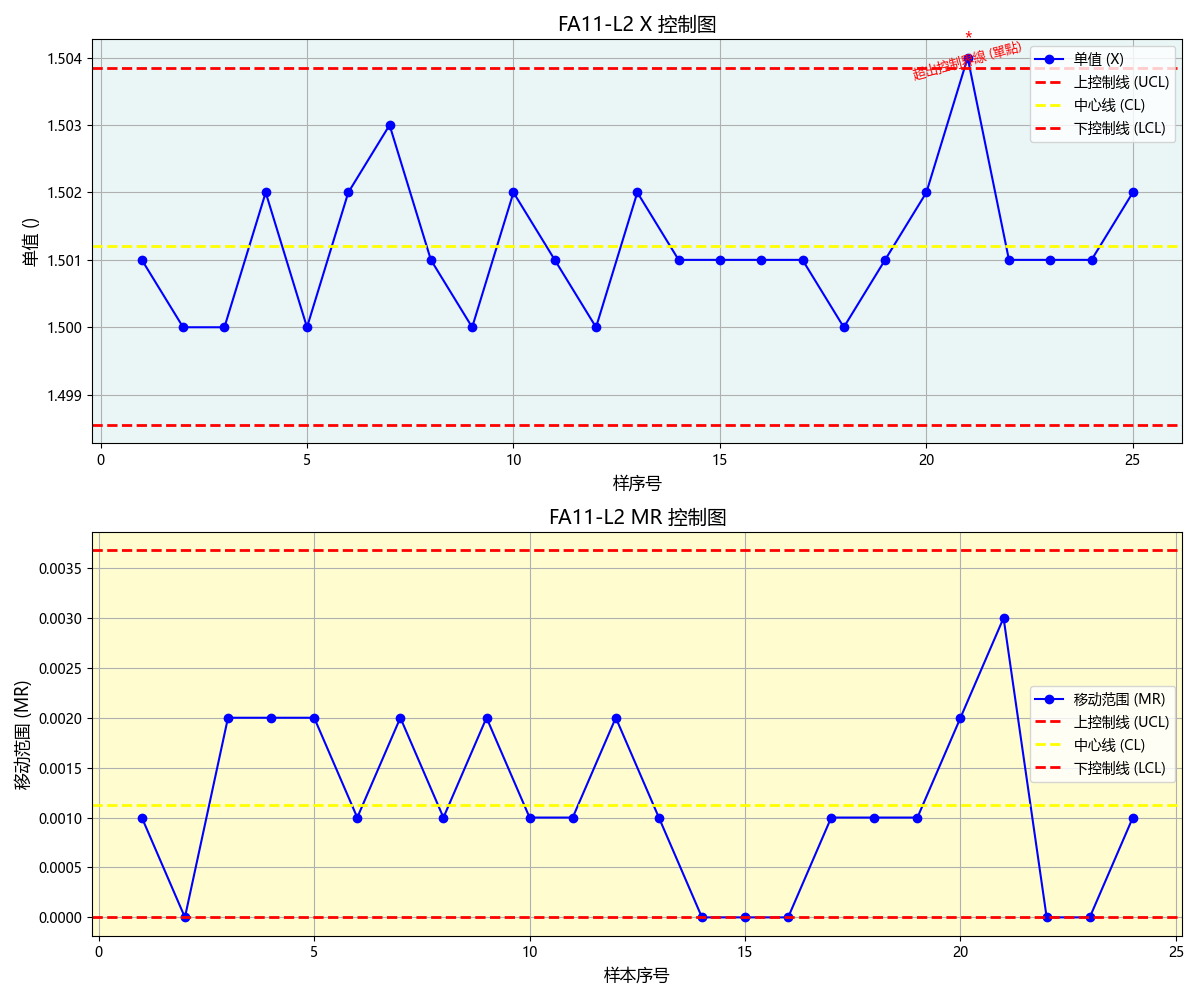 FA11-L2 X 控制图
*
超出控制界線 (單點)
单值 (X)
上控制线 (UCL)
中心线 (CL)
下控制线 (LCL)
单值 ()
1.504
1.503
1.502
1.501
1.500
1.499
0 5 10 15 20 25
样序号
FA11-L2 MR 控制图
移动范围 (MR)
上控制线 (UCL)
中心线 (CL)
下控制线 (LCL)
移动范围 (MR)
0.0035
0.0030
0.0025
0.0020
0.0015
0.0010
0.0005
0.0000
0 5 10 15 20 25
样本序号